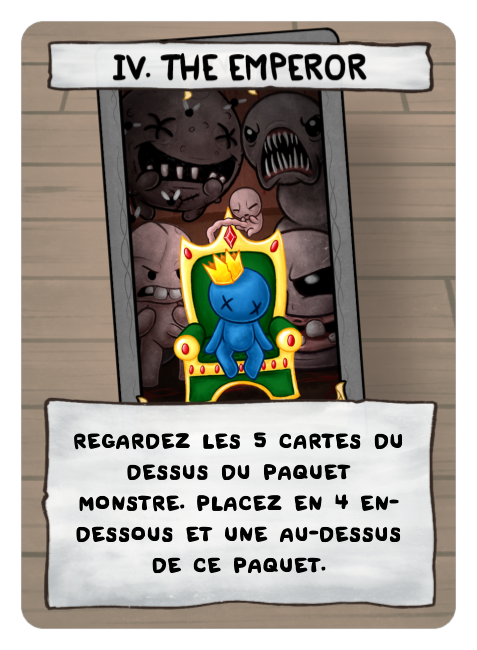 IV. THE EMPEROR
REGARDEZ LES 5 CARTES DU
DESSUS DU PAQUET
MONSTRE. PLACEZ EN 4 EN-
DESSOUS ET UNE AU-DESSUS
DE CE PAQUET.